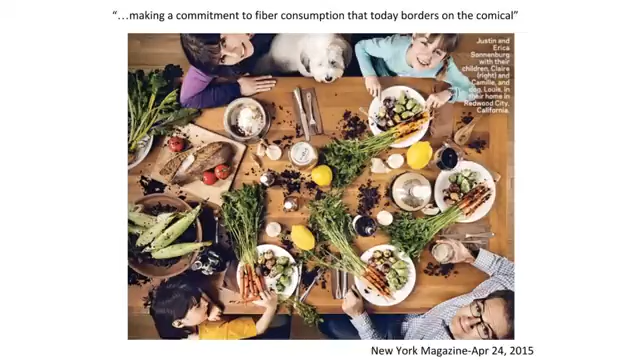 “...making a commitment to fiber consumption that today borders on the comical”
Justin and
Erica
Sonnenburg
with their
children, Claire
(right) and
Camille, and
dog, Louis, in
their home in
Redwood City,
California.
New York Magazine-Apr 24, 2015